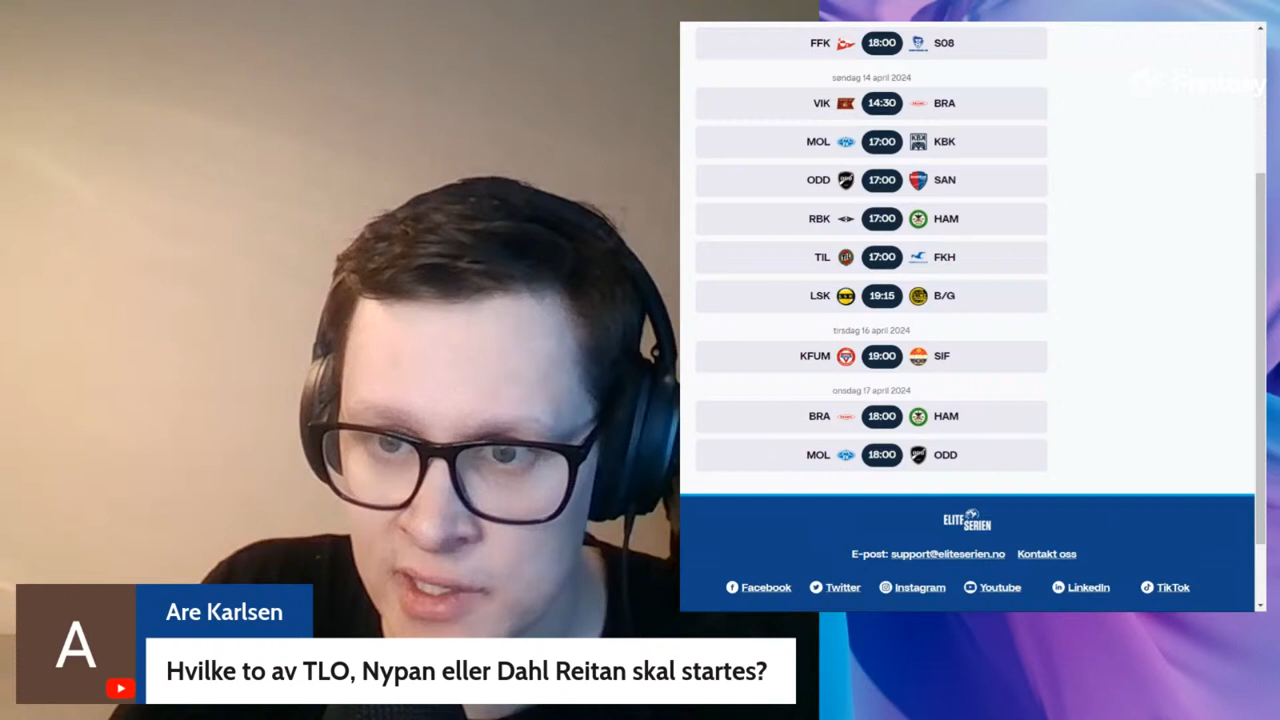 FFK 18:00 S08
søndag 14 april 2024
VIK 14:30 BRA
MOL 17:00 KBK
ODD 17:00 SAN
RBK 17:00 HAM
TIL 17:00 FKH
LSK 19:15 B/G
tirsdag 16 april 2024
KFUM 19:00 SIF
onsdag 17 april 2024
BRA 18:00 HAM
MOL 18:00 ODD
ELITE
SERIEN
E-post: support@eliteserien.no Kontakt oss
Facebook Twitter Instagram Youtube LinkedIn TikTok
A
Are Karlsen
Hvilke to av TLO, Nypan eller Dahl Reitan skal startes?